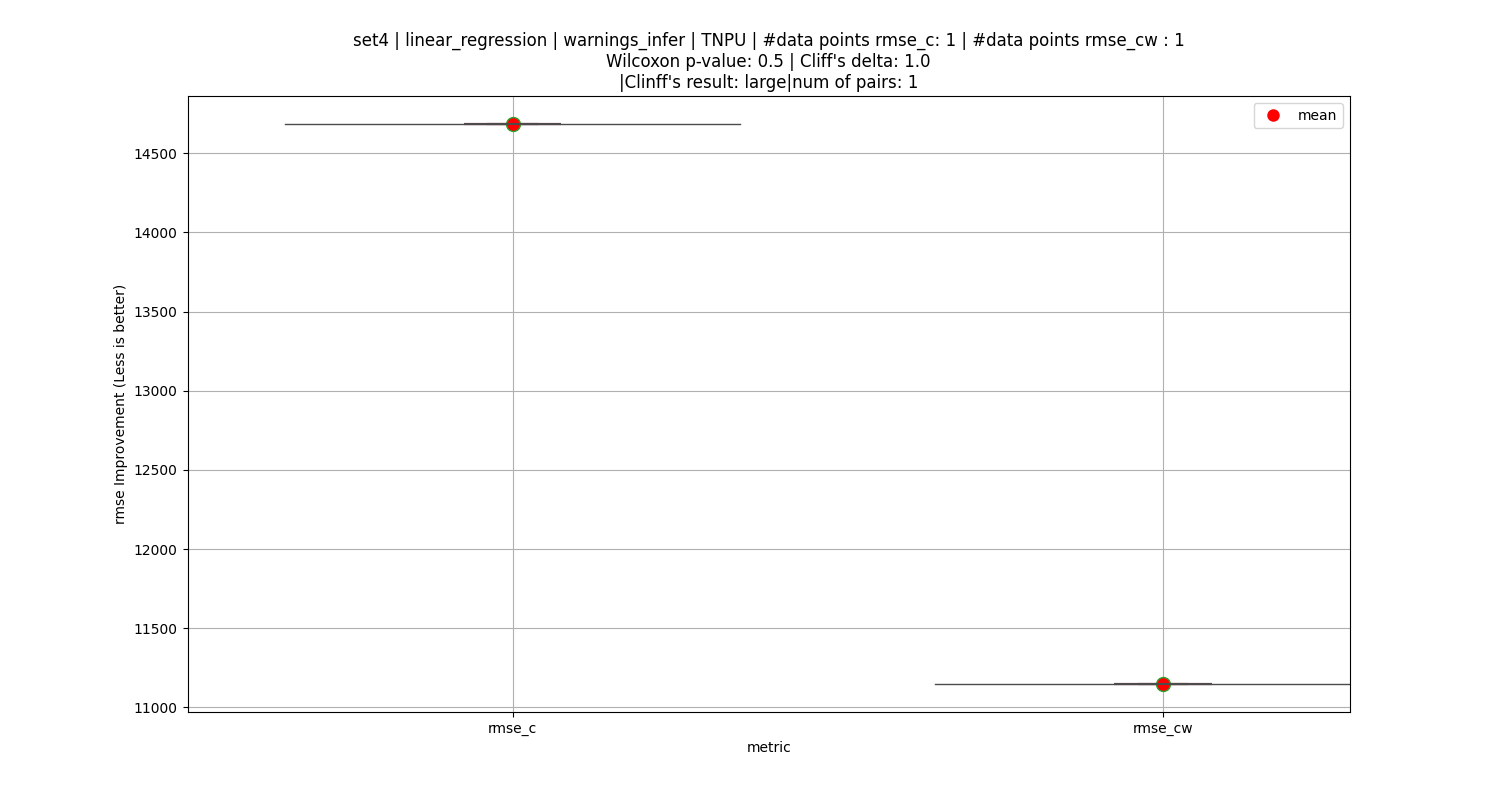 set4 | linear_regression | warnings_infer | TNPU | #data points rmse_c: 1 | #data points rmse_cw : 1
Wilcoxon p-value: 0.5 | Cliff's delta: 1.0
|Clinff's result: large|num of pairs: 1
mean
rmse Improvement (Less is better)
14500
14000
13500
13000
12500
12000
11500
11000
rmse_c
rmse_cw
metric